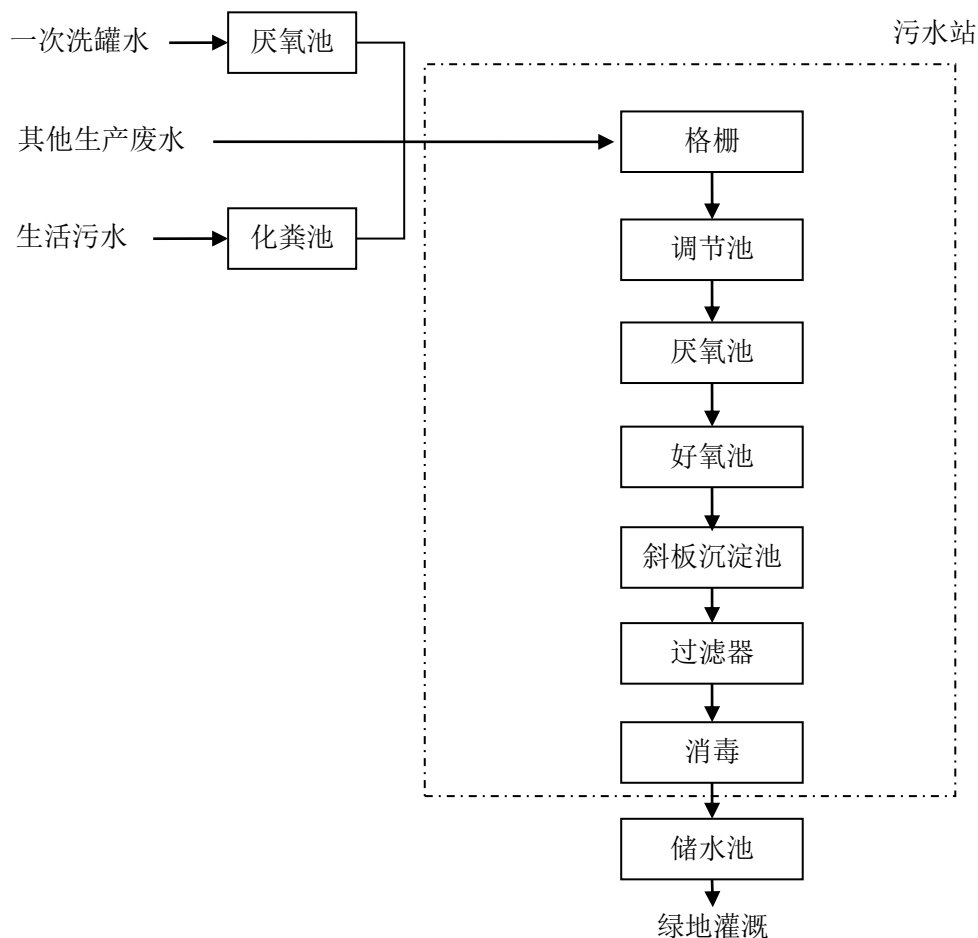 污水站
一次洗罐水
厌氧池
其他生产废水
格栅
生活污水
化粪池
调节池
厌氧池
好氧池
斜板沉淀池
过滤器
消毒
储水池
绿地灌溉